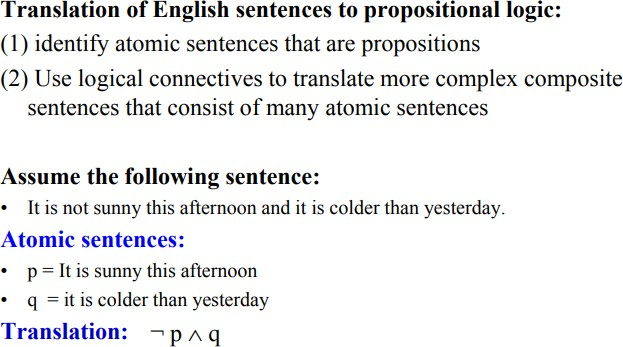 Translation of English sentences to propositional logic:
(1) identify atomic sentences that are propositions
(2) Use logical connectives to translate more complex composite
sentences that consist of many atomic sentences
Assume the following sentence:
• It is not sunny this afternoon and it is colder than yesterday.
Atomic sentences:
• p = It is sunny this afternoon
• q = it is colder than yesterday
Translation: ¬ p ∧ q